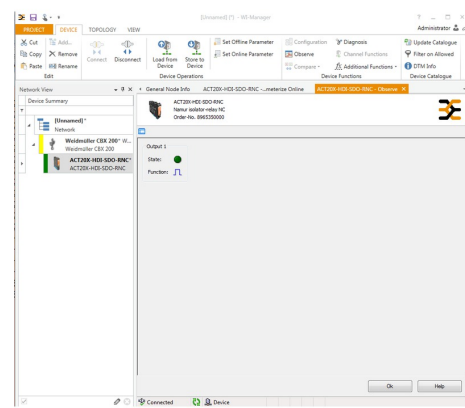 [Unnamed] (*) - WI-Manager
PROJECT DEVICE TOPOLOGY VIEW Administrator
Cut Add...
Copy Remove
Paste Rename
Edit
Connect Disconnect
Load from Device
Store to Device
Set Offline Parameter
Set Online Parameter
Device Operations
Configuration Diagnosis
Observe Channel Functions
Compare Additional Functions
Device Functions
Update Catalogue
Filter on Allowed
DTM Info
Device Catalogue
Network View
Device Summary
[Unnamed]*
Network
Weidmüller CBX 200* W...
Weidmüller CBX 200
ACT20X-HDI-SDO-RNC*
ACT20X-HDI-SDO-RNC
General Node Info ACT20X-HDI-SDO-RNC -...meterize Online ACT20X-HDI-SDO-RNC - Observe
ACT20X-HDI-SDO-RNC
Namur isolator-relay NC
Order-No. 8965350000
Output 1
State:
Function:
Ok Help
Connected Device